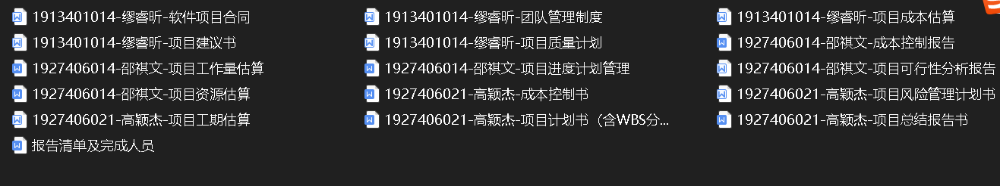 1913401014-缪睿昕-软件项目合同
1913401014-缪睿昕-团队管理制度
1913401014-缪睿昕-项目成本估算
1913401014-缪睿昕-项目建议书
1913401014-缪睿昕-项目质量计划
1927406014-邵祺文-成本控制报告
1927406014-邵祺文-项目工作量估算
1927406014-邵祺文-项目进度计划管理
1927406014-邵祺文-项目可行性分析报告
1927406014-邵祺文-项目资源估算
1927406021-高颖杰-成本控制书
1927406021-高颖杰-项目风险管理计划书
1927406021-高颖杰-项目工期估算
1927406021-高颖杰-项目计划书（含WBS分...
1927406021-高颖杰-项目总结报告书
报告清单及完成人员